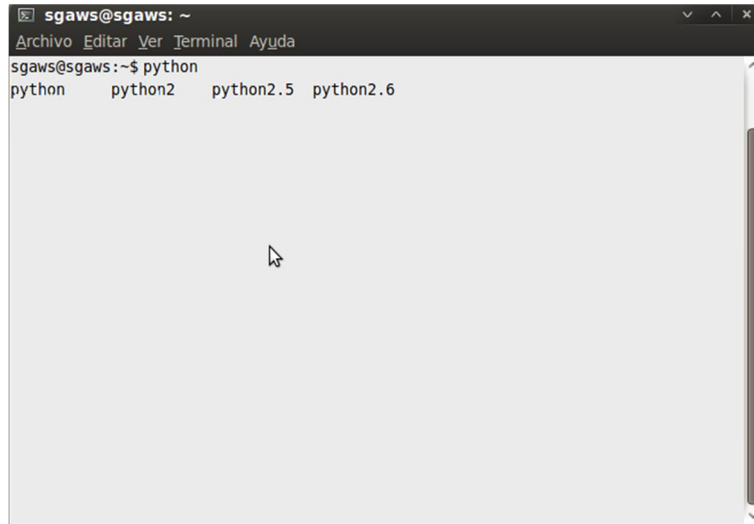 sgaws@sgaws: ~
Archivo Editar Ver Terminal Ayuda
sgaws@sgaws:~$ python
python python2 python2.5 python2.6